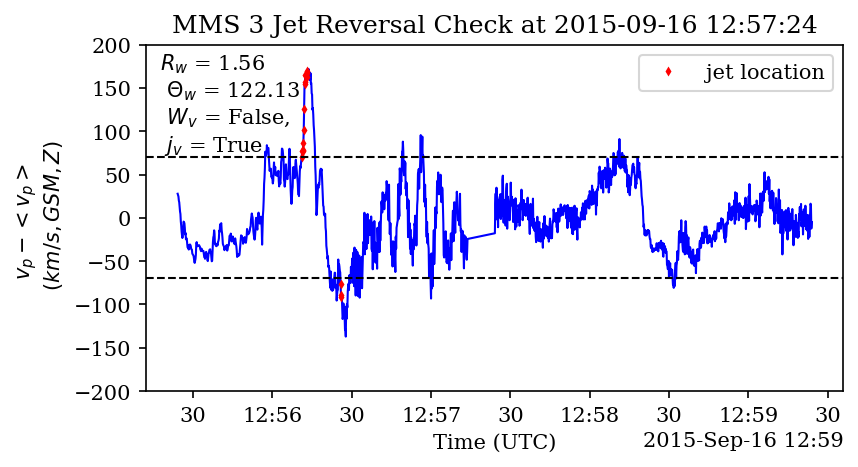 MMS 3 Jet Reversal Check at 2015-09-16 12:57:24
R_w = 1.56
Θ_w = 122.13
W_v = False,
j_v = True
jet location
200
150
100
50
0
−50
−100
−150
−200
v_p − < v_p >
(km/s, GSM, Z)
30 12:56 30 12:57 30 12:58 30 12:59 30
Time (UTC)
2015-Sep-16 12:59